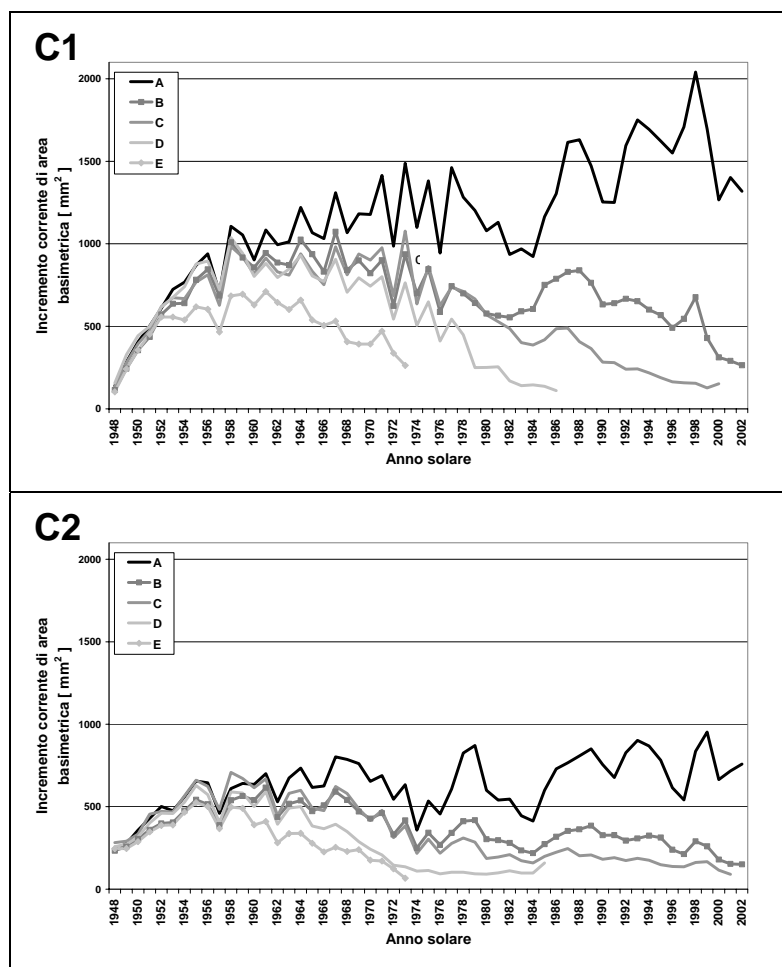 C1
2000
1500
1000
500
0
A
B
C
D
E
C
Incremento corrente di area
basimetrica [ mm² ]
1948 1950 1952 1954 1956 1958 1960 1962 1964 1966 1968 1970 1972 1974 1976 1978 1980 1982 1984 1986 1988 1990 1992 1994 1996 1998 2000 2002
Anno solare
C2
2000
1500
1000
500
0
A
B
C
D
E
Incremento corrente di area
basimetrica [ mm² ]
1948 1950 1952 1954 1956 1958 1960 1962 1964 1966 1968 1970 1972 1974 1976 1978 1980 1982 1984 1986 1988 1990 1992 1994 1996 1998 2000 2002
Anno solare